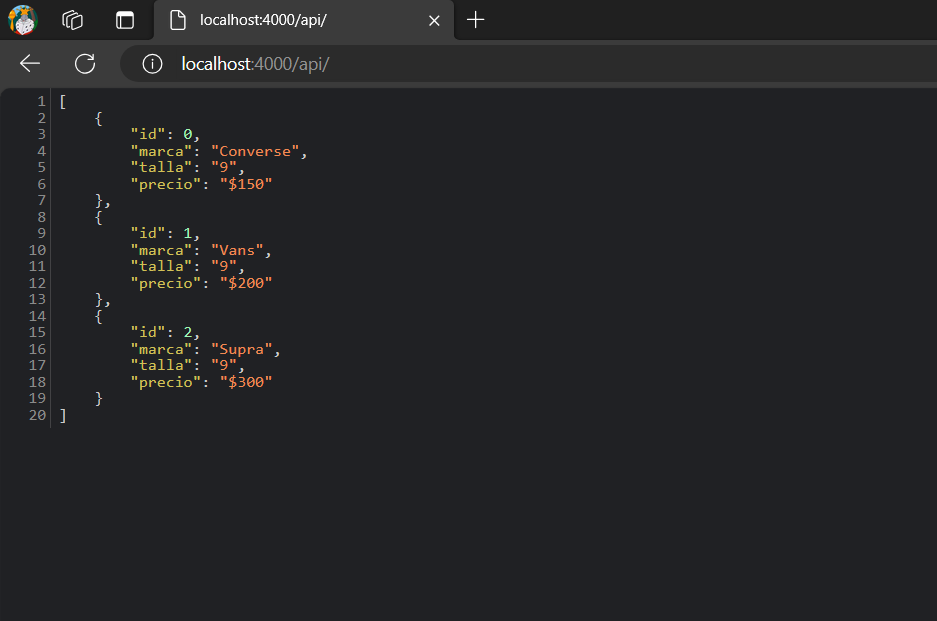 localhost:4000/api/
localhost:4000/api/
1 [
2     {
3         "id": 0,
4         "marca": "Converse",
5         "talla": "9",
6         "precio": "$150"
7     },
8     {
9         "id": 1,
10         "marca": "Vans",
11         "talla": "9",
12         "precio": "$200"
13     },
14     {
15         "id": 2,
16         "marca": "Supra",
17         "talla": "9",
18         "precio": "$300"
19     }
20 ]